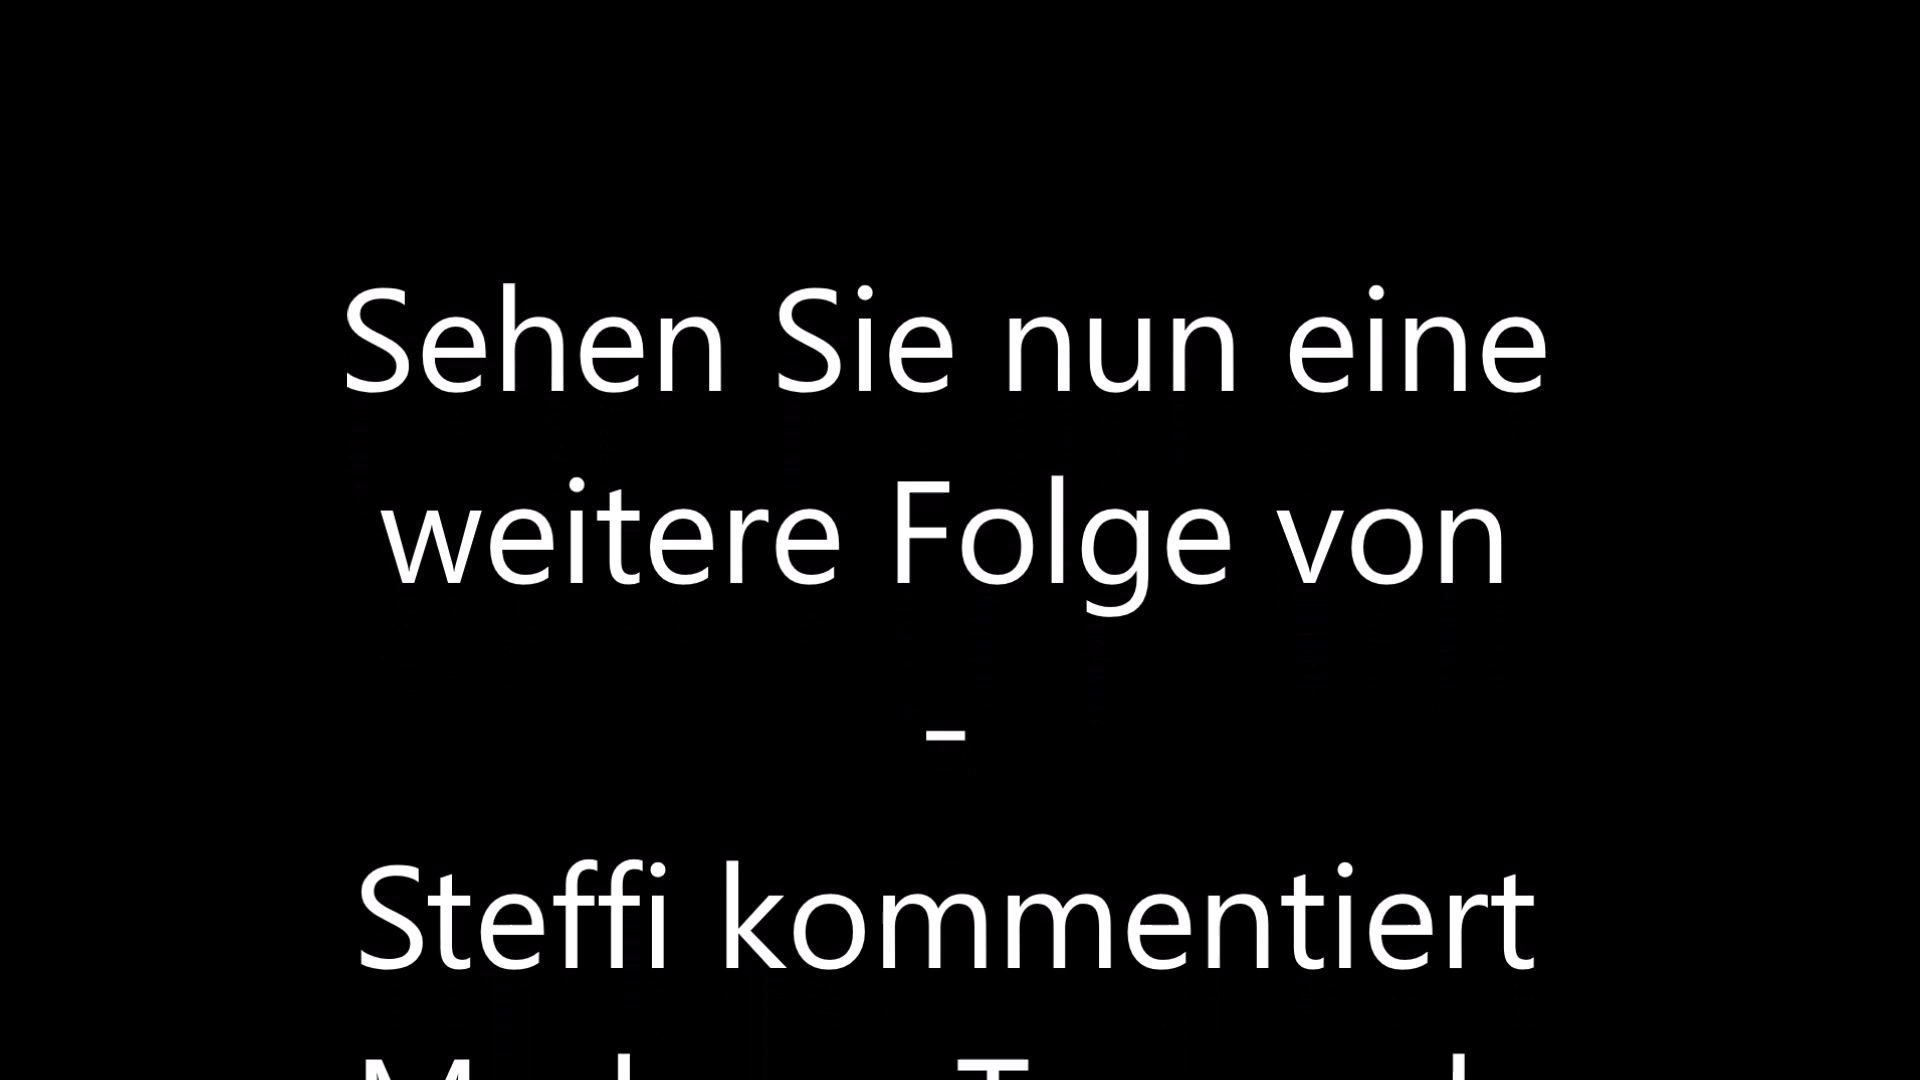 Sehen Sie nun eine
weitere Folge von
-
Steffi kommentiert